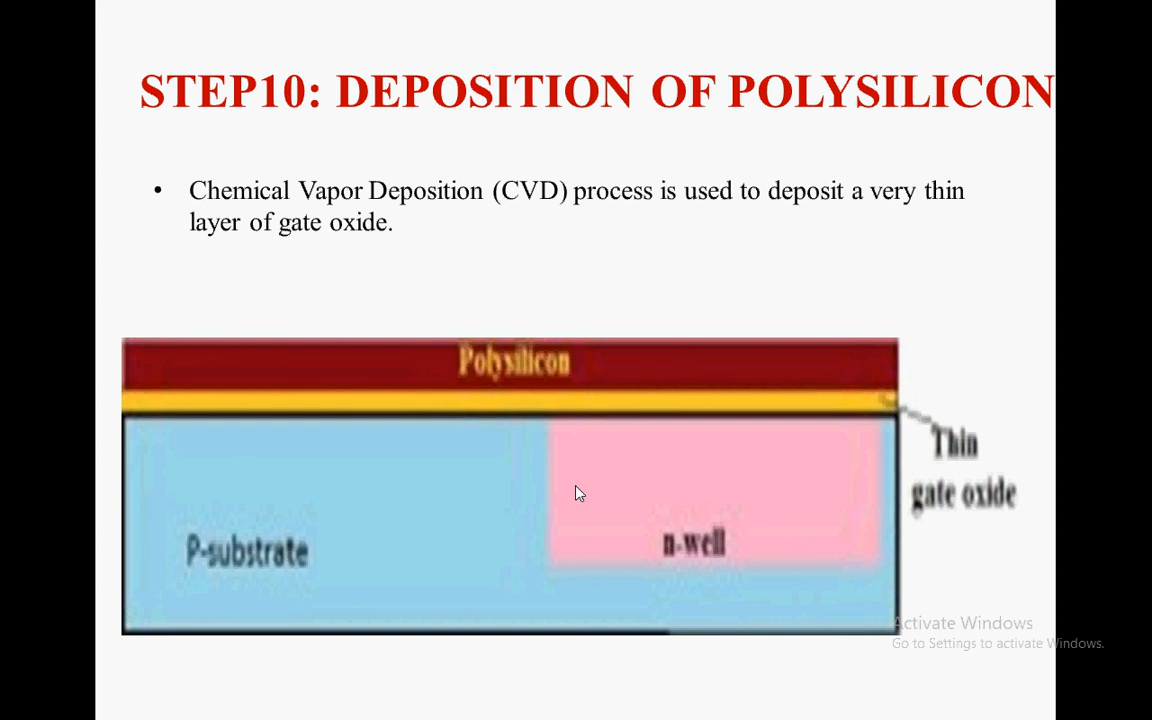 STEP10: DEPOSITION OF POLYSILICON
• Chemical Vapor Deposition (CVD) process is used to deposit a very thin
layer of gate oxide.
Polysilicon
Thin
gate oxide
P-substrate
n-well
Activate Windows
Go to Settings to activate Windows.